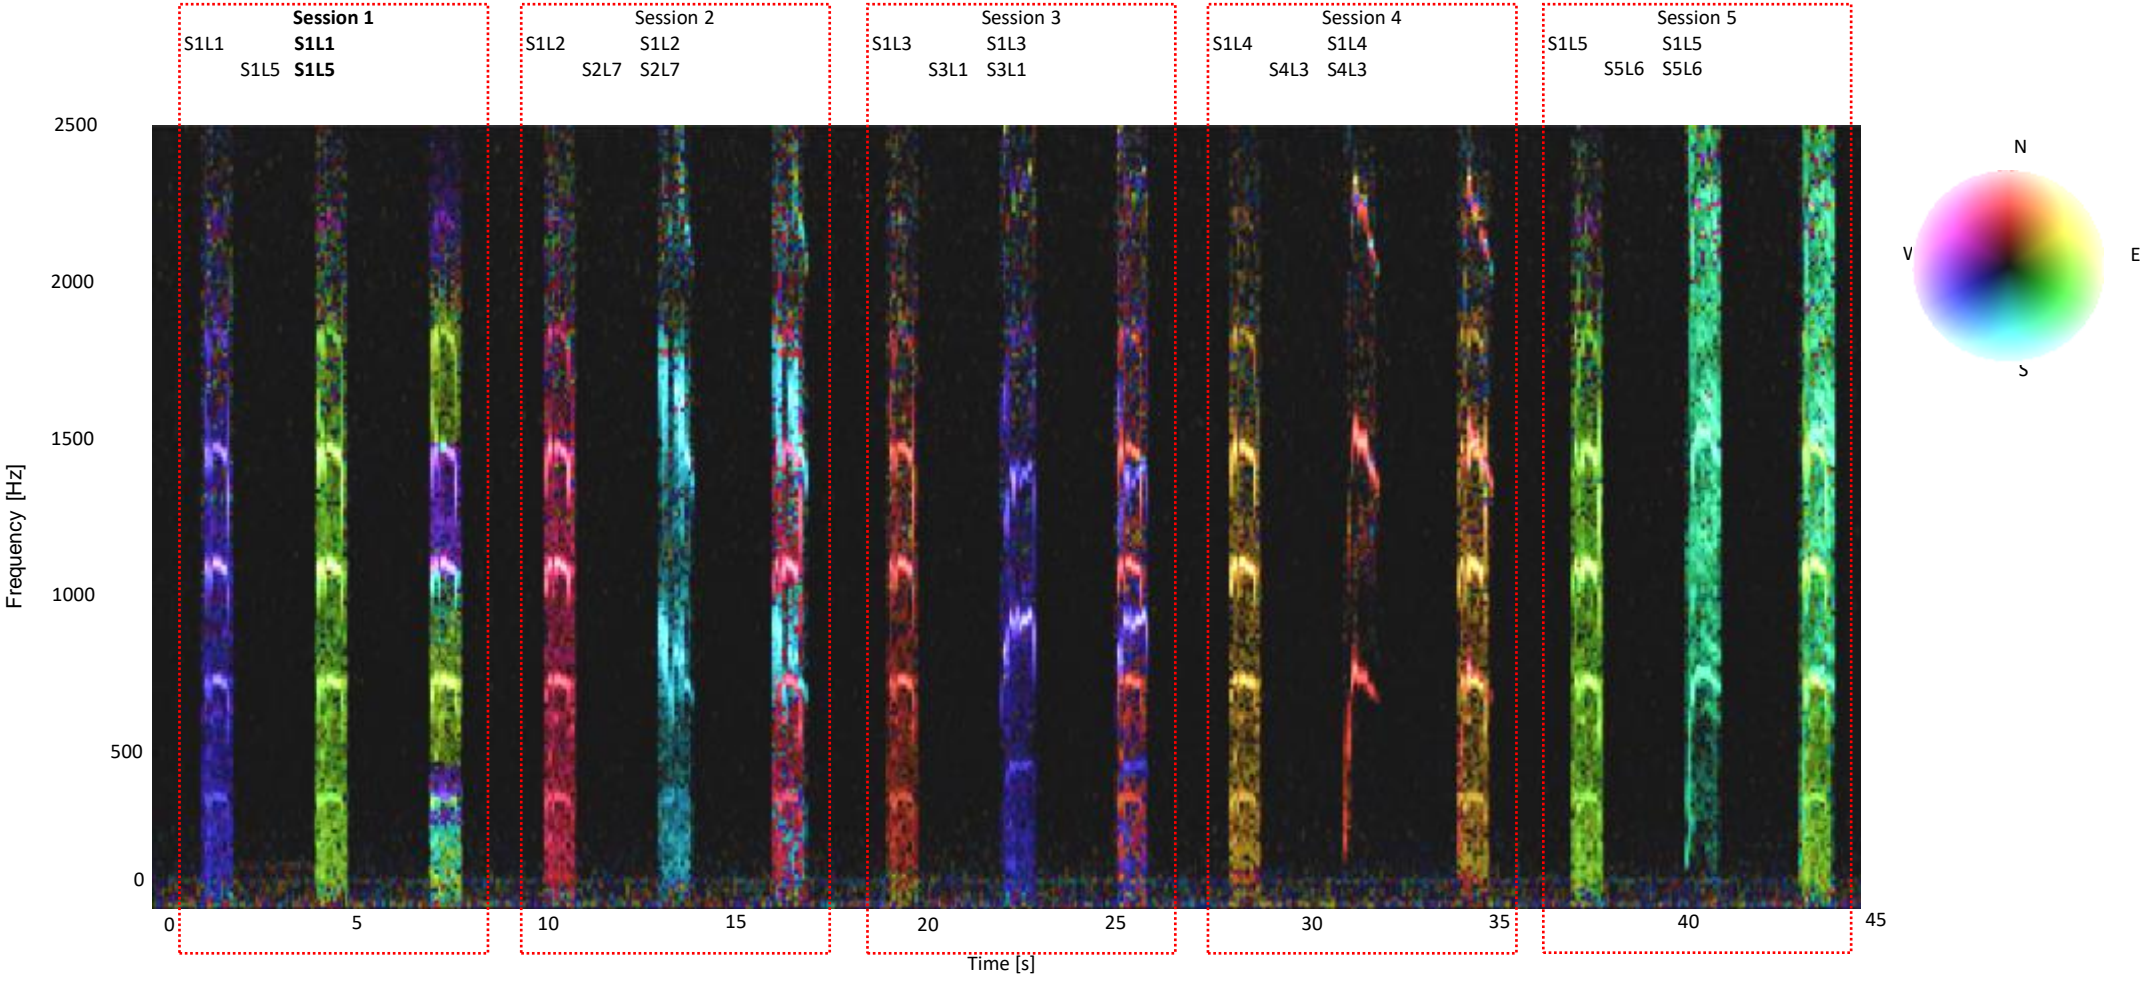 Session 1 Session 2 Session 3 Session 4 Session 5
S1L1 S1L1 S1L2 S1L2 S1L3 S1L3 S1L4 S1L4 S1L5 S1L5
S1L5 S1L5 S2L7 S2L7 S3L1 S3L1 S4L3 S4L3 S5L6 S5L6
2500
2000
1500
1000
500
0
Frequency [Hz]
0 5 10 15 20 25 30 35 40 45
Time [s]
N
E
S